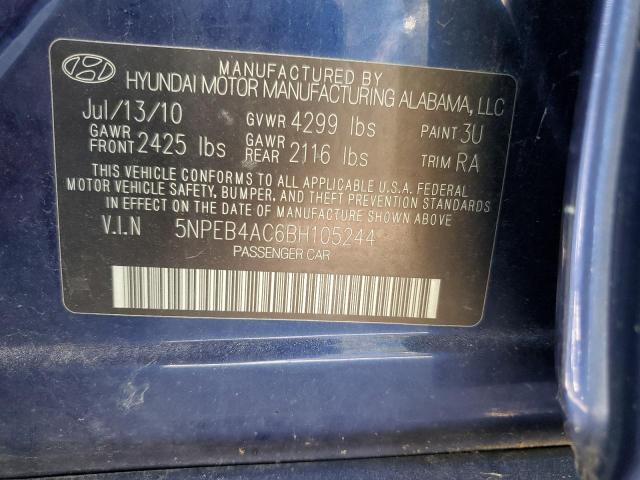 MANUFACTURED BY
HYUNDAI MOTOR MANUFACTURING ALABAMA, LLC
Jul/13/10 GVWR 4299 lbs PAINT 3U
GAWR FRONT 2425 lbs GAWR REAR 2116 lbs TRIM RA
THIS VEHICLE CONFORMS TO ALL APPLICABLE U.S.A. FEDERAL
MOTOR VEHICLE SAFETY, BUMPER, AND THEFT PREVENTION STANDARDS
IN EFFECT ON THE DATE OF MANUFACTURE SHOWN ABOVE.
V.I.N 5NPEB4AC6BH105244
PASSENGER CAR